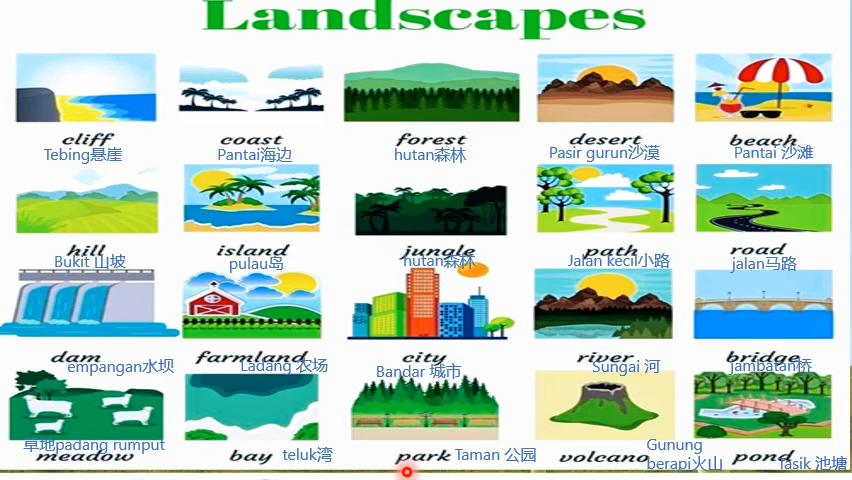 Landscapes
cliff coast forest desert beach
Tebing悬崖 Pantai海边 hutan森林 Pasir gurun沙漠 Pantai 沙滩
hill island jungle path road
Bukit 山坡 pulau岛 hutan森林 Jalan kecil小路 jalan马路
dam farmland city river bridge
empangan水坝 Ladang 农场 Bandar 城市 Sungai 河 jambatan桥
草地padang rumput teluk湾 Taman 公园 Gunung
meadow bay park volcano pond
berapi火山 Tasik 池塘